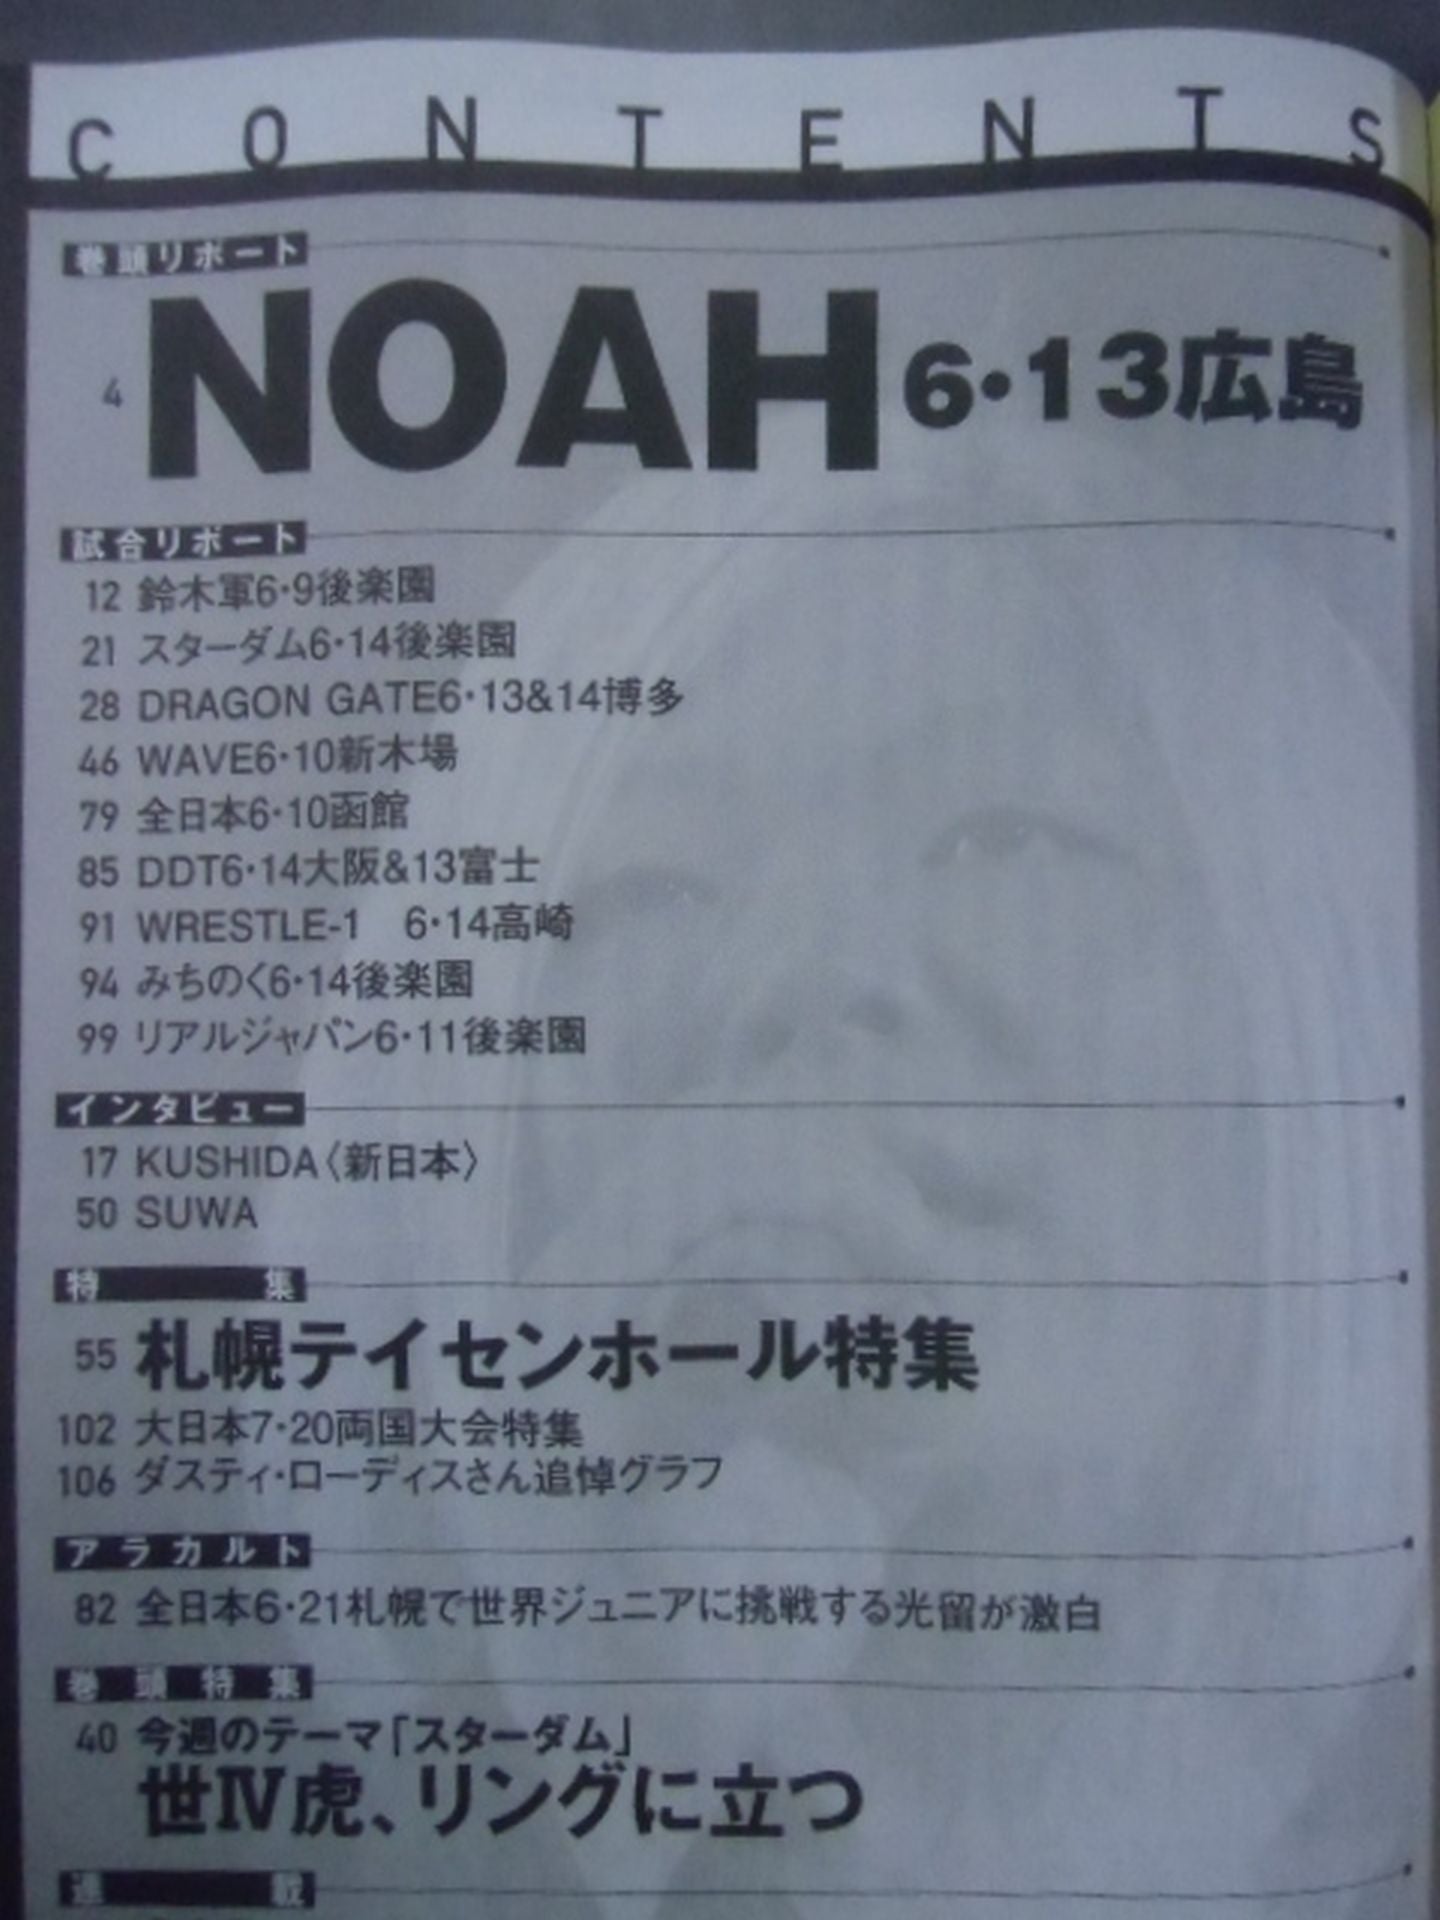 CONTENTS
巻頭リポート
4 NOAH 6・13広島
試合リポート
12 鈴木軍6・9後楽園
21 スターダム6・14後楽園
28 DRAGON GATE6・13&14博多
46 WAVE6・10新木場
79 全日本6・10函館
85 DDT6・14大阪&13富士
91 WRESTLE-1　6・14高崎
94 みちのく6・14後楽園
99 リアルジャパン6・11後楽園
インタビュー
17 KUSHIDA〈新日本〉
50 SUWA
特集
55 札幌テイセンホール特集
102 大日本7・20両国大会特集
106 ダスティ・ローディスさん追悼グラフ
アラカルト
82 全日本6・21札幌で世界ジュニアに挑戦する光留が激白
巻頭特集
40 今週のテーマ「スターダム」
世Ⅳ虎、リングに立つ
連載